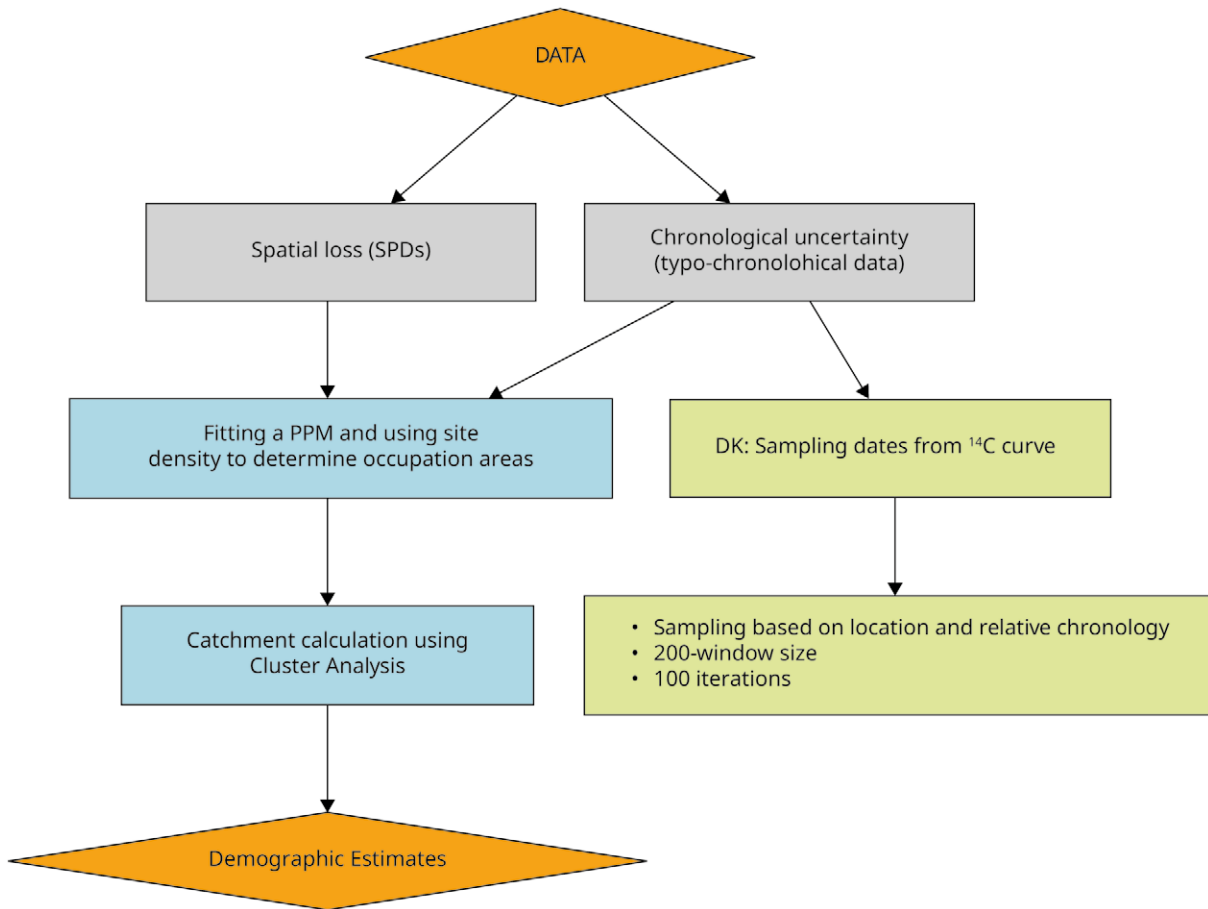 DATA
Spatial loss (SPDs)
Chronological uncertainty
(typo-chronolohical data)
Fitting a PPM and using site
density to determine occupation areas
DK: Sampling dates from ¹⁴C curve
Catchment calculation using
Cluster Analysis
• Sampling based on location and relative chronology
• 200-window size
• 100 iterations
Demographic Estimates